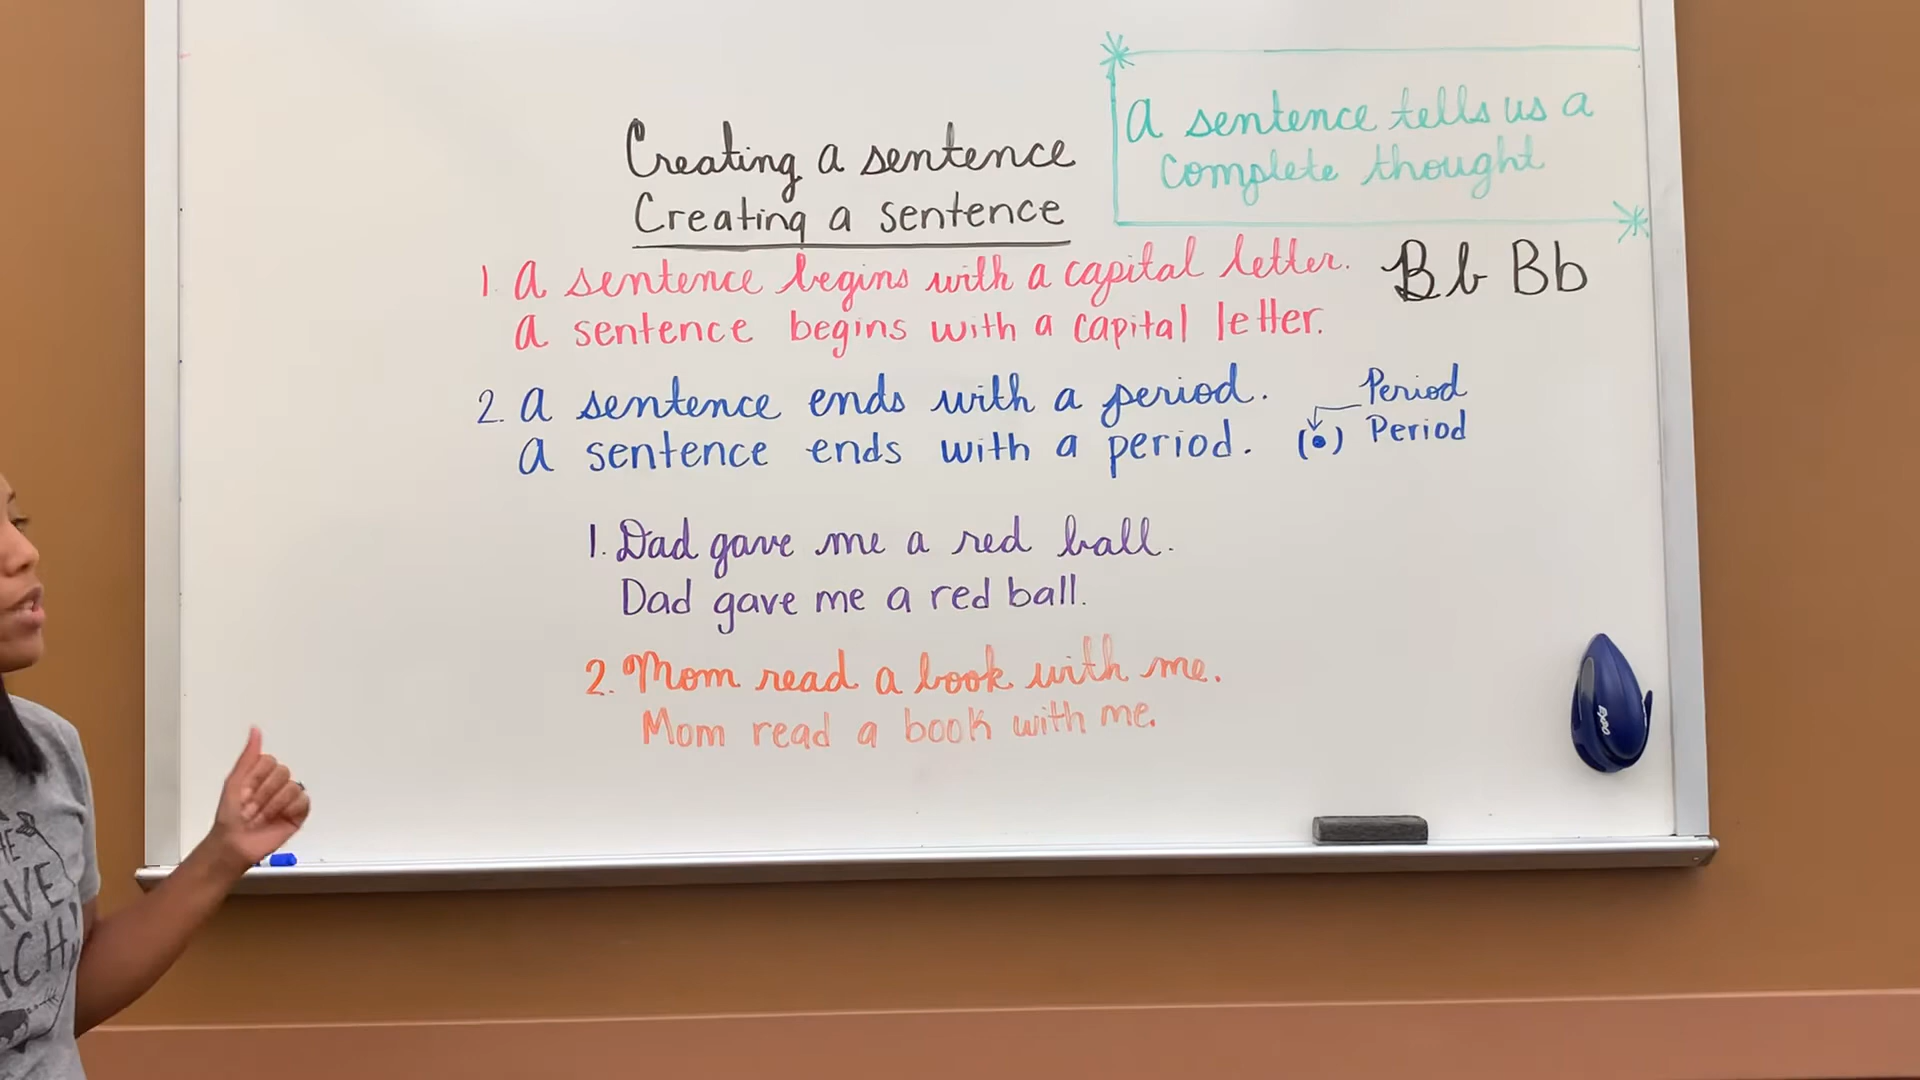 A sentence tells us a
complete thought
Creating a sentence
Creating a sentence
1. A sentence begins with a capital letter. Bb Bb
A sentence begins with a capital letter.
2. A sentence ends with a period. Period
A sentence ends with a period. (•) Period
1. Dad gave me a red ball.
Dad gave me a red ball.
2. Mom read a book with me.
Mom read a book with me.
EXPO